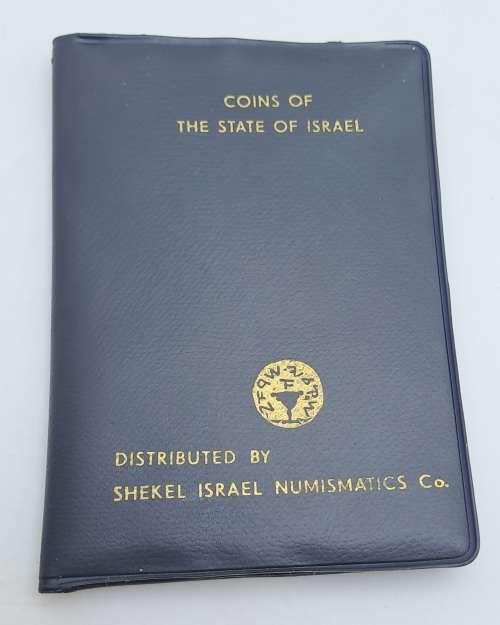 COINS OF
THE STATE OF ISRAEL
DISTRIBUTED BY
SHEKEL ISRAEL NUMISMATICS Co.